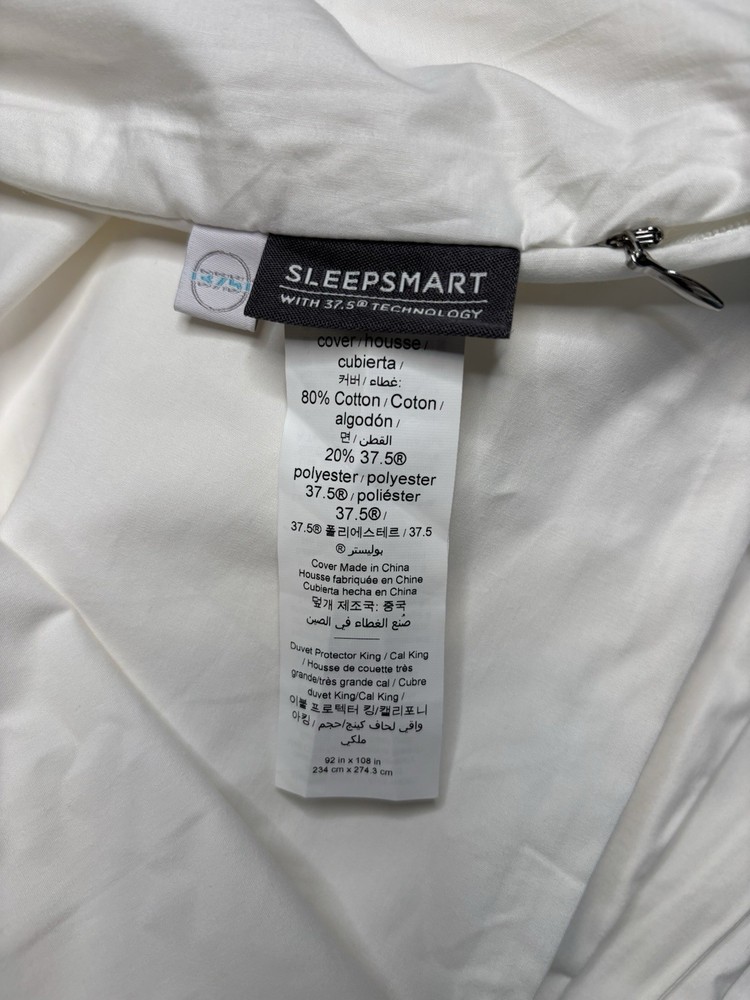 SLEEPSMART
WITH 37.5® TECHNOLOGY
cover / housse /
cubierta /
커버 / غطاء:
80% Cotton / Coton /
algodón /
면 / القطن
20% 37.5®
polyester / polyester
37.5® / poliéster
37.5® /
37.5® 폴리에스테르 / 37.5
® بوليستر
Cover Made in China
Housse fabriquée en Chine
Cubierta hecha en China
덮개 제조국: 중국
صُنع الغطاء في الصين
Duvet Protector King / Cal King
/ Housse de couette très
grande/très grande cal / Cubre
duvet King/Cal King /
이불 프로텍터 킹/캘리포니
아킹 / واقي لحاف كينج/حجم
ملكي
92 in x 108 in
234 cm x 274.3 cm